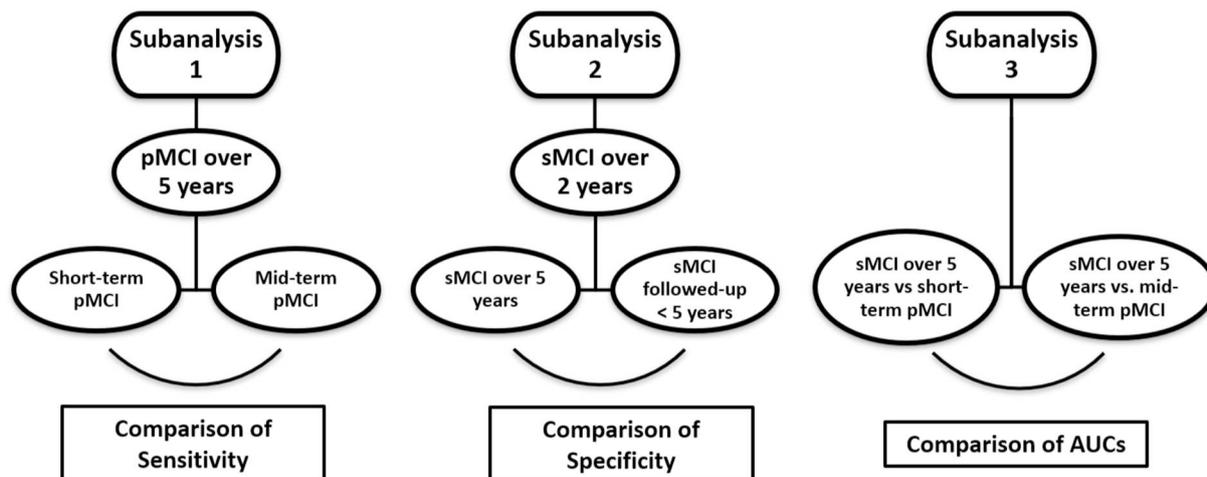 Subanalysis
1
pMCI over
5 years
Short-term
pMCI
Mid-term
pMCI
Comparison of
Sensitivity
Subanalysis
2
sMCI over
2 years
sMCI over 5
years
sMCI
followed-up
< 5 years
Comparison of
Specificity
Subanalysis
3
sMCI over 5
years vs short-
term pMCI
sMCI over 5
years vs. mid-
term pMCI
Comparison of AUCs